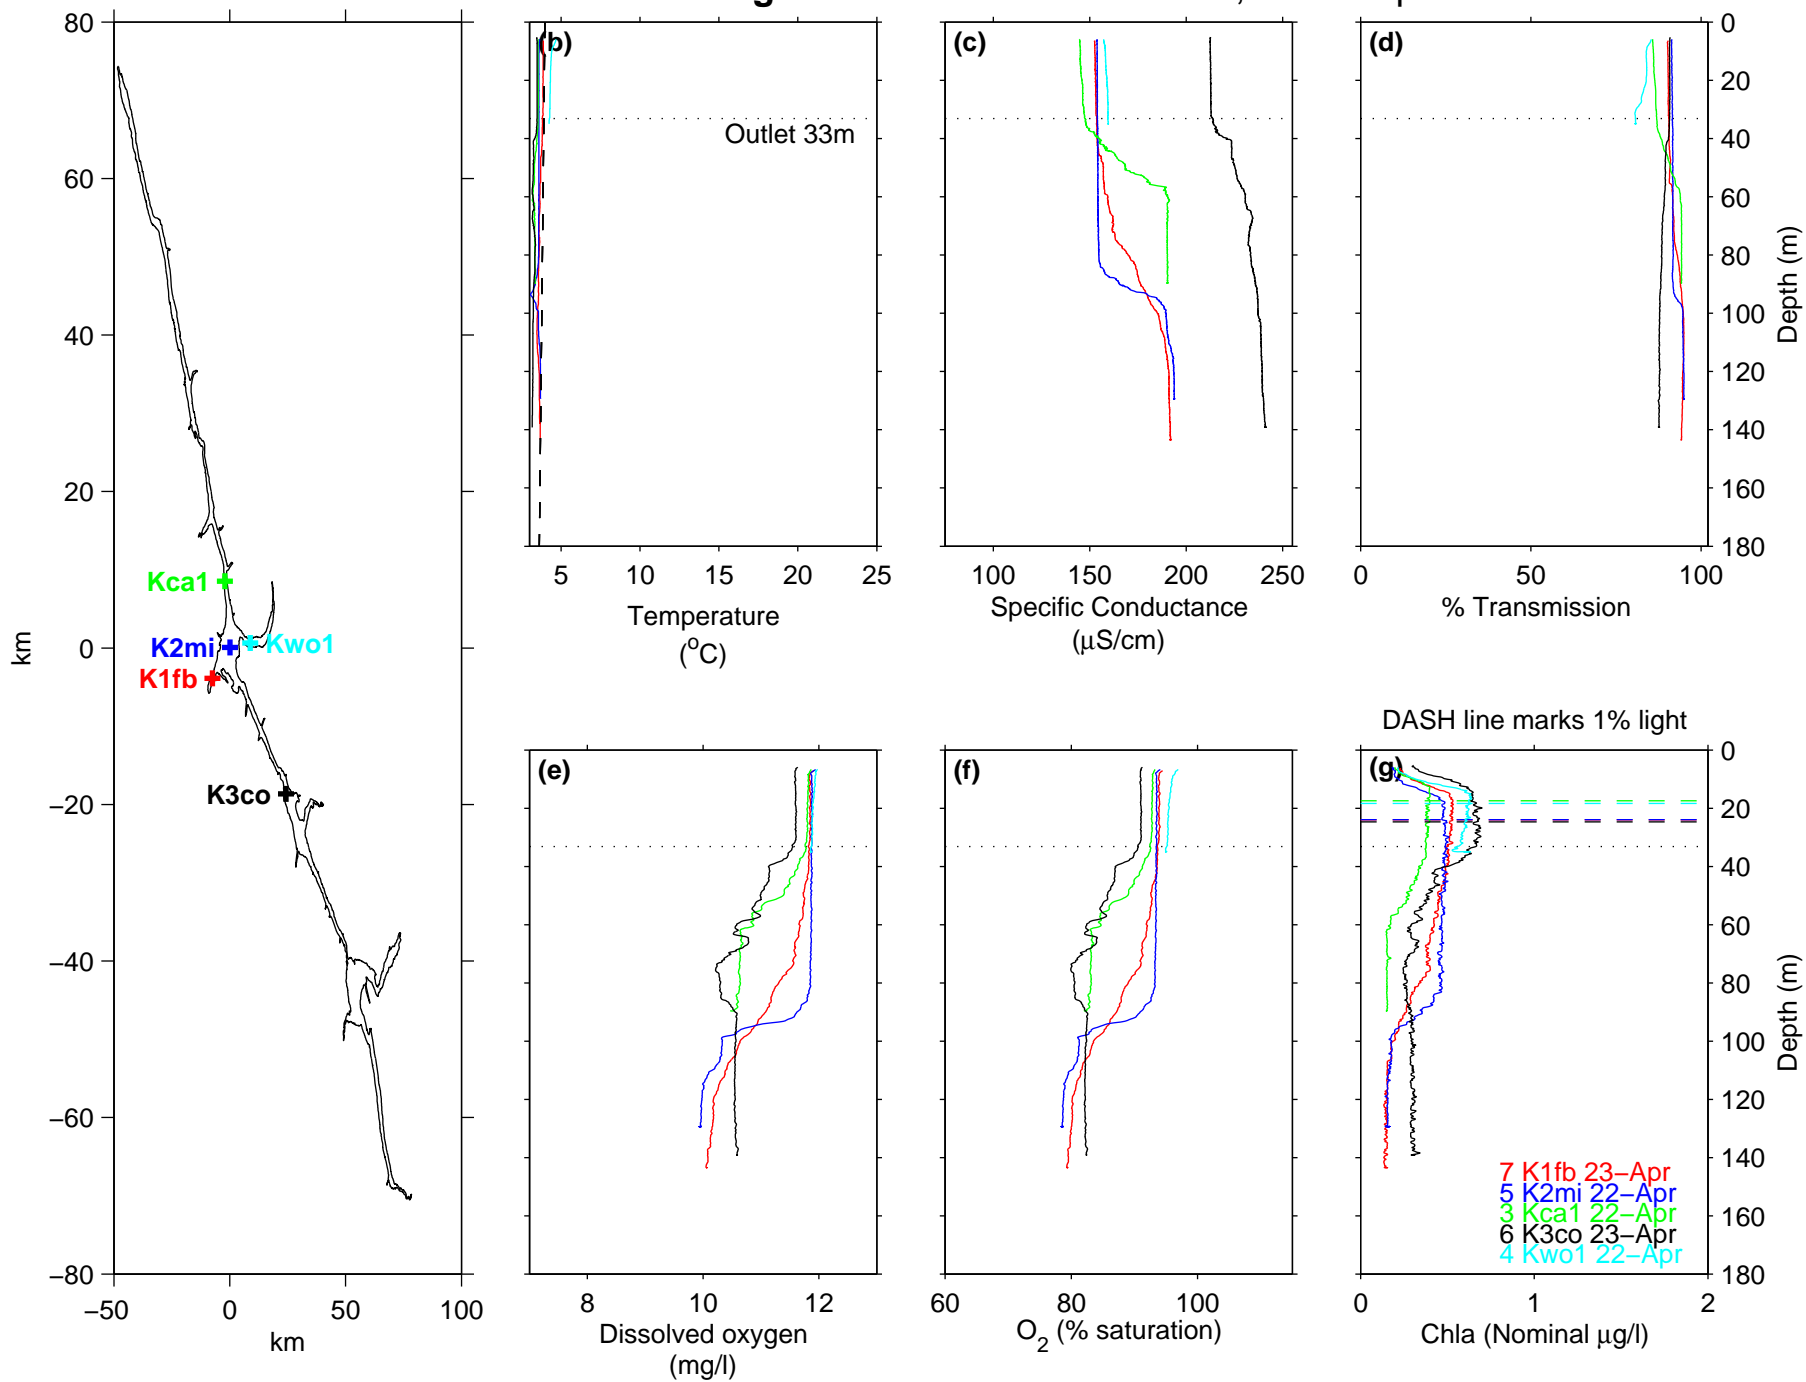 80
60
40
20
0
−20
−40
−60
−80
km
−50 0 50 100
km
Kca1
K2mi
Kwo1
K1fb
K3co
(b)
Outlet 33m
5 10 15 20 25
Temperature
(oC)
(c)
100 150 200 250
Specific Conductance
(μS/cm)
(d)
0 50 100
% Transmission
0
20
40
60
80
100
120
140
160
180
Depth (m)
(e)
8 10 12
Dissolved oxygen
(mg/l)
(f)
60 80 100
O2 (% saturation)
DASH line marks 1% light
(g)
0 1 2
Chla (Nominal μg/l)
0
20
40
60
80
100
120
140
160
180
Depth (m)
7 K1fb 23−Apr
5 K2mi 22−Apr
3 Kca1 22−Apr
6 K3co 23−Apr
4 Kwo1 22−Apr